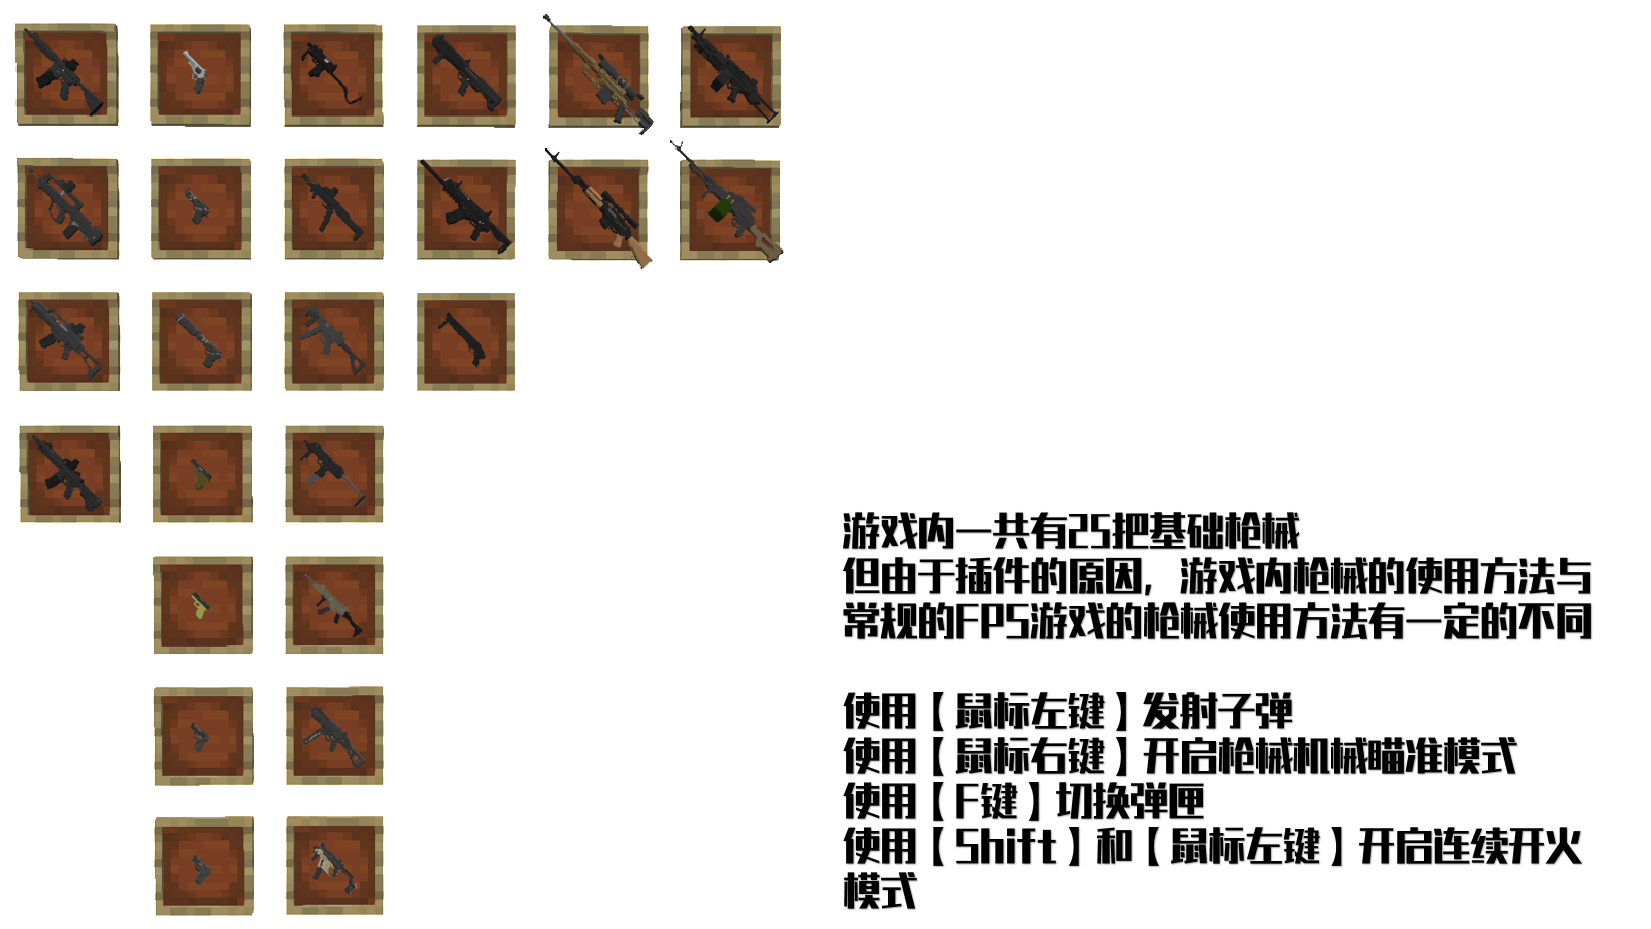 游戏内一共有25把基础枪械
但由于插件的原因，游戏内枪械的使用方法与
常规的FPS游戏的枪械使用方法有一定的不同
使用【鼠标左键】发射子弹
使用【鼠标右键】开启枪械机械瞄准模式
使用【F键】切换弹匣
使用【Shift】和【鼠标左键】开启连续开火
模式